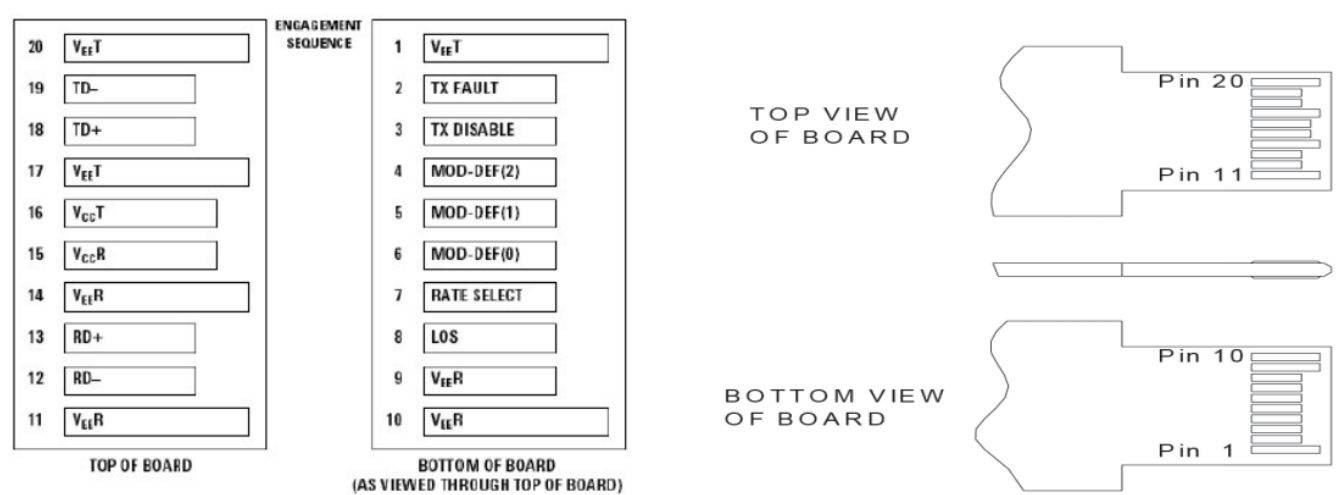 ENGAGEMENT
SEQUENCE
20 VEET
19 TD–
18 TD+
17 VEET
16 VCCT
15 VCCR
14 VEER
13 RD+
12 RD–
11 VEER
TOP OF BOARD
1 VEET
2 TX FAULT
3 TX DISABLE
4 MOD-DEF(2)
5 MOD-DEF(1)
6 MOD-DEF(0)
7 RATE SELECT
8 LOS
9 VEER
10 VEER
BOTTOM OF BOARD
(AS VIEWED THROUGH TOP OF BOARD)
TOP VIEW
OF BOARD
Pin 20
Pin 11
BOTTOM VIEW
OF BOARD
Pin 10
Pin 1